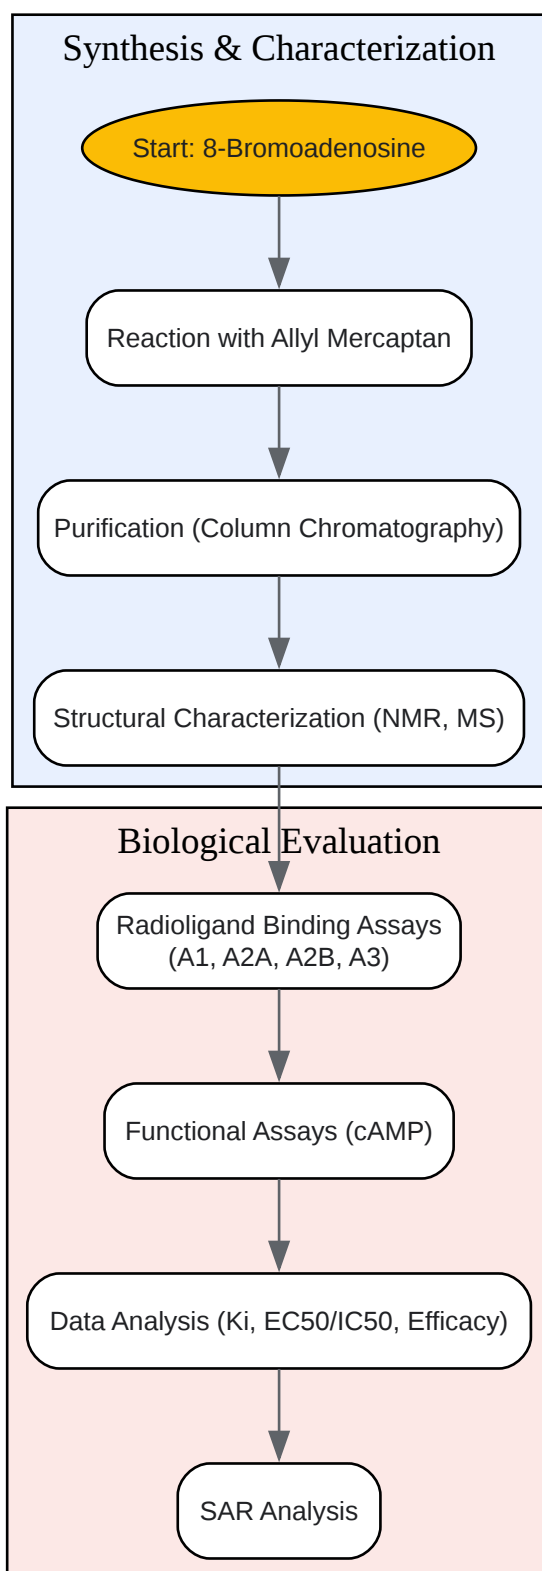 Synthesis & Characterization
Start: 8-Bromoadenosine
Reaction with Allyl Mercaptan
Purification (Column Chromatography)
Structural Characterization (NMR, MS)
Biological Evaluation
Radioligand Binding Assays
(A1, A2A, A2B, A3)
Functional Assays (cAMP)
Data Analysis (Ki, EC50/IC50, Efficacy)
SAR Analysis